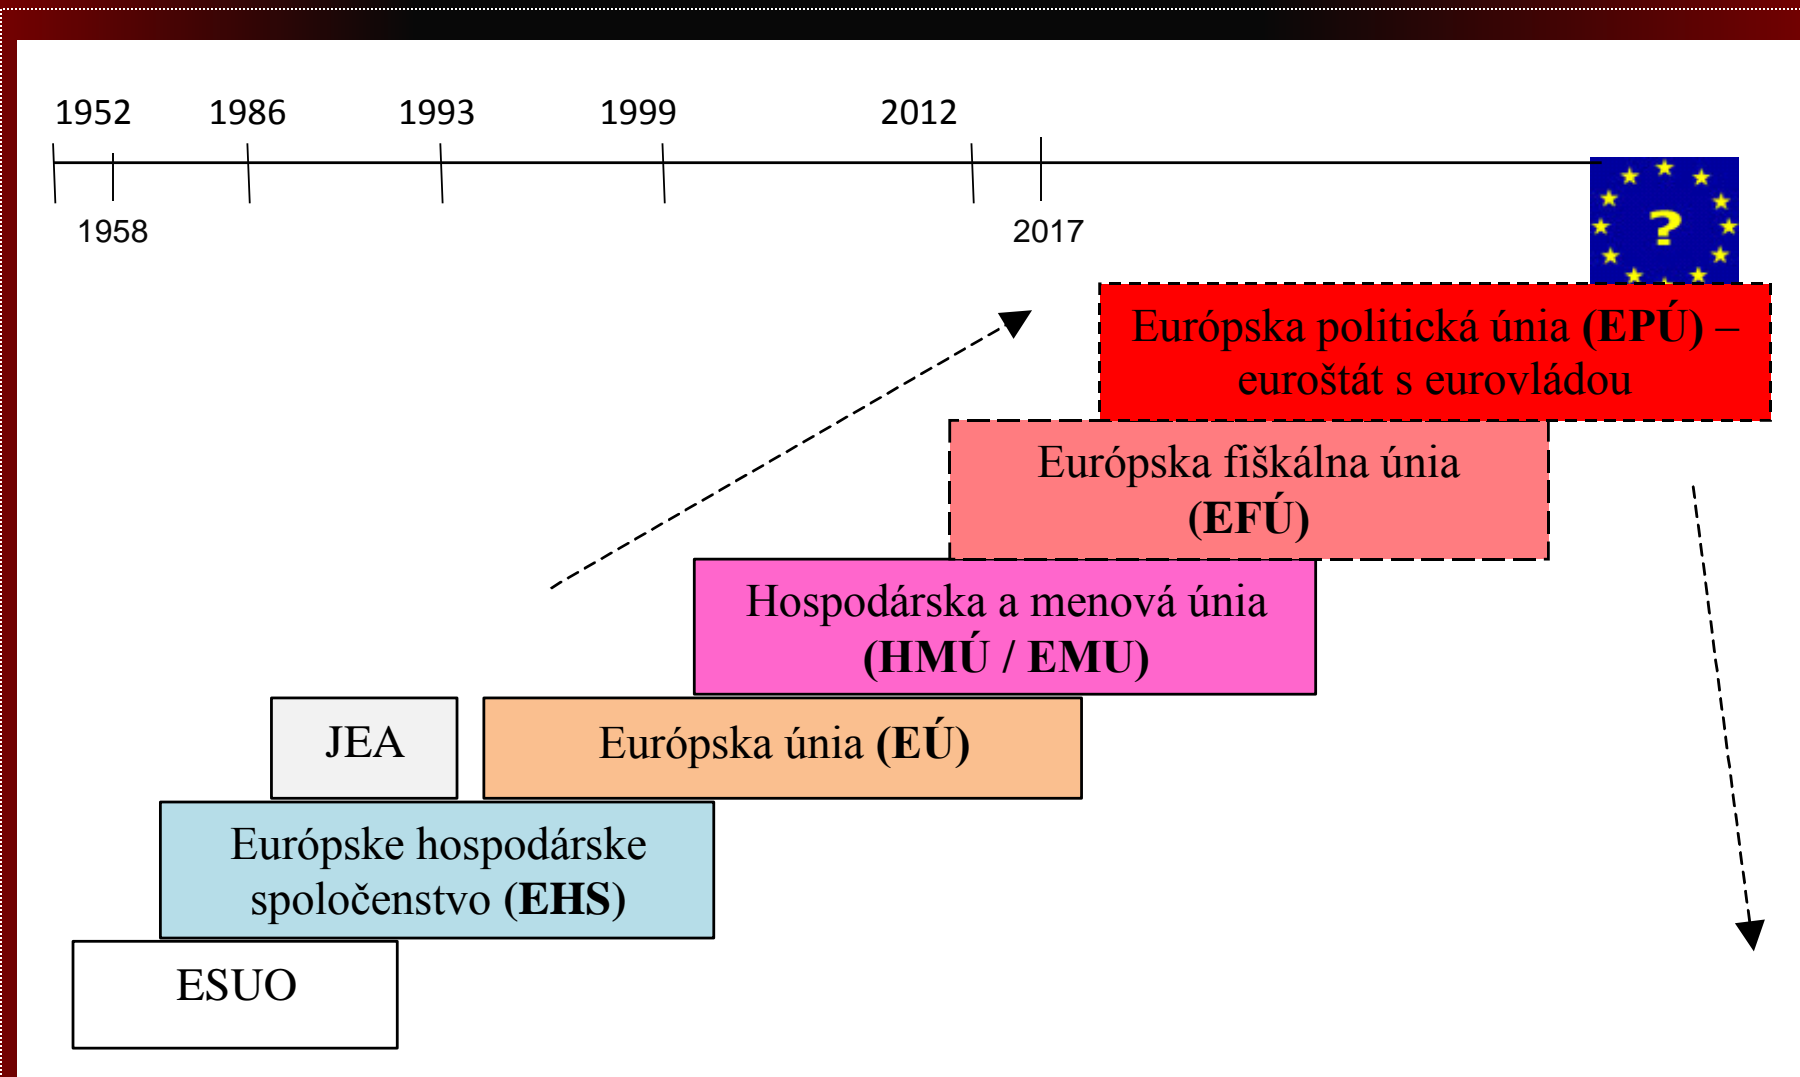 1952 1986 1993 1999 2012
1958 2017
?
Európska politická únia (EPÚ) –
euroštát s eurovládou
Európska fiškálna únia
(EFÚ)
Hospodárska a menová únia
(HMÚ / EMU)
JEA
Európska únia (EÚ)
Európske hospodárske
spoločenstvo (EHS)
ESUO